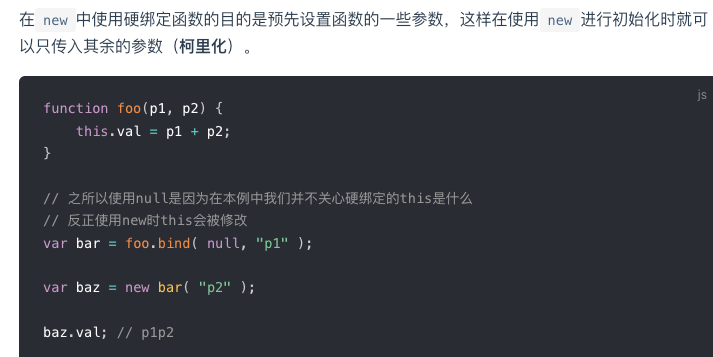 在 new 中使用硬绑定函数的目的是预先设置函数的一些参数，这样在使用 new 进行初始化时就可
以只传入其余的参数（柯里化）。
js
function foo(p1, p2) {
    this.val = p1 + p2;
}
// 之所以使用null是因为在本例中我们并不关心硬绑定的this是什么
// 反正使用new时this会被修改
var bar = foo.bind( null, "p1" );
var baz = new bar( "p2" );
baz.val; // p1p2